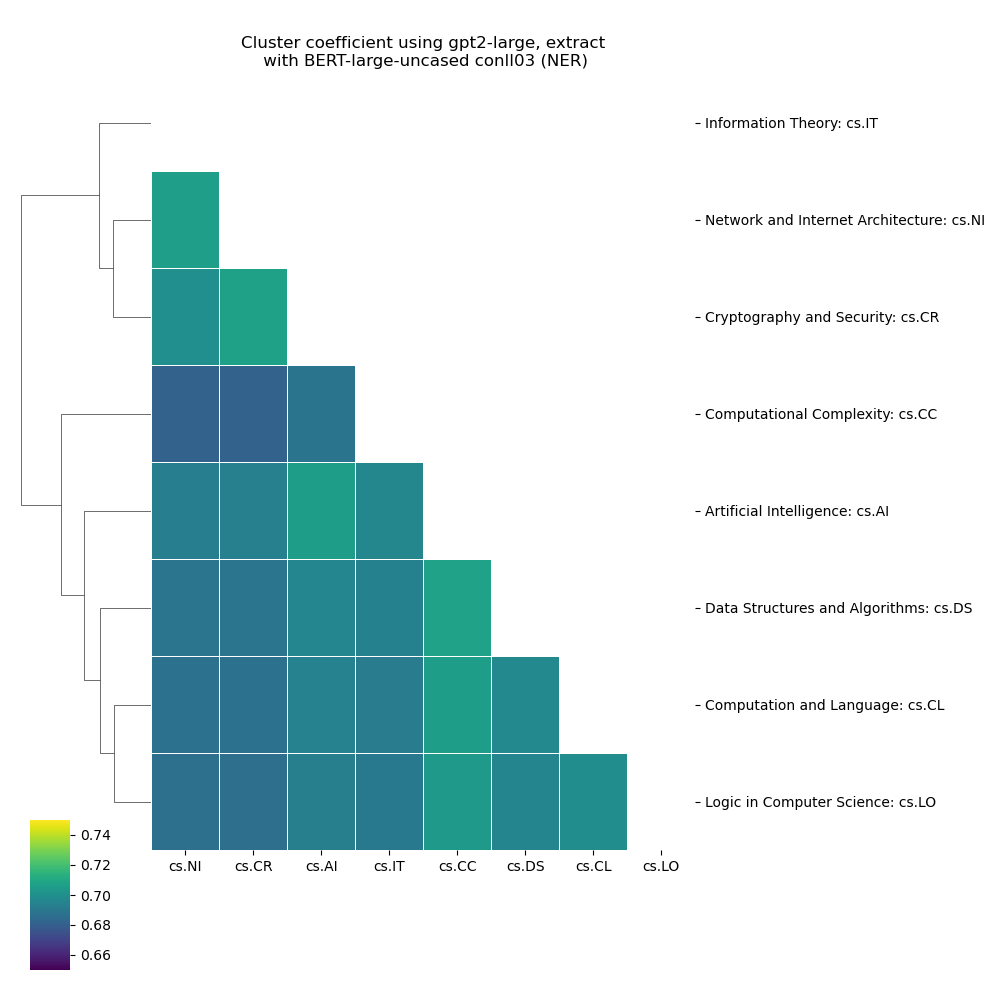 Cluster coefficient using gpt2-large, extract
with BERT-large-uncased conll03 (NER)
Information Theory: cs.IT
Network and Internet Architecture: cs.NI
Cryptography and Security: cs.CR
Computational Complexity: cs.CC
Artificial Intelligence: cs.AI
Data Structures and Algorithms: cs.DS
Computation and Language: cs.CL
Logic in Computer Science: cs.LO
0.74
0.72
0.70
0.68
0.66
cs.NI cs.CR cs.AI cs.IT cs.CC cs.DS cs.CL cs.LO